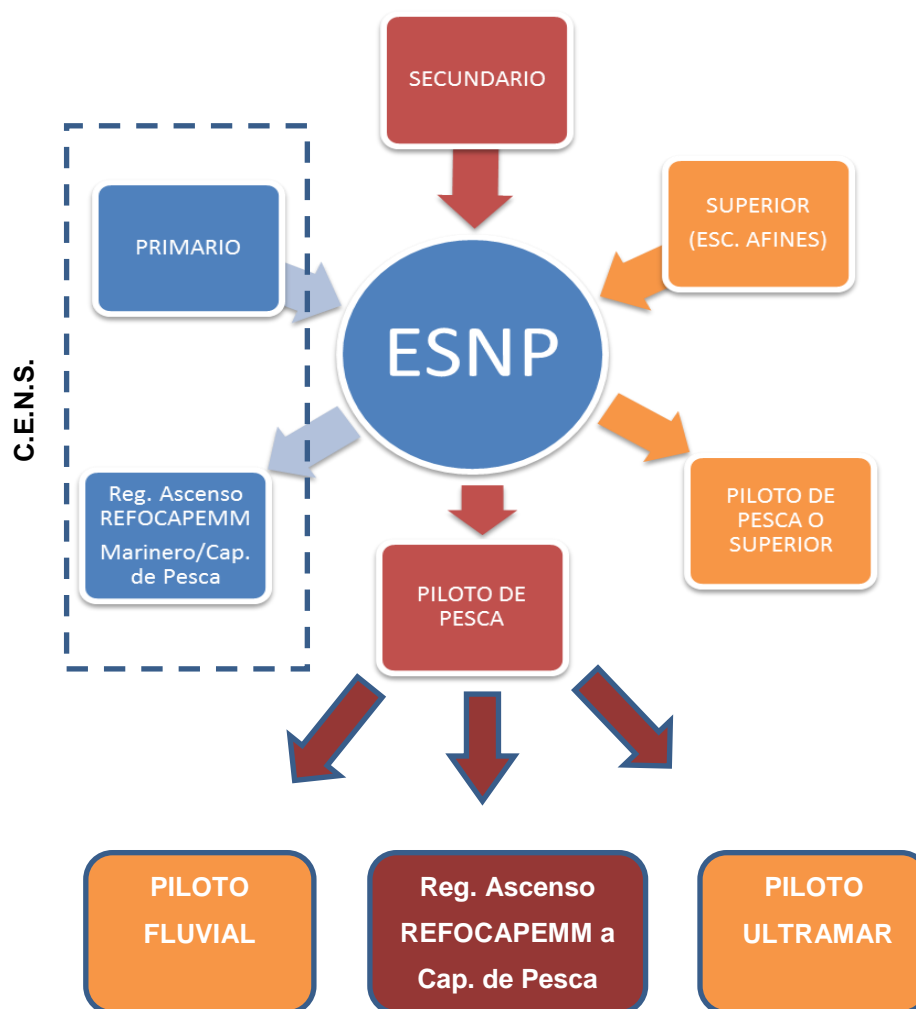 SECUNDARIO
PRIMARIO
SUPERIOR
(ESC. AFINES)
C.E.N.S.
ESNP
Reg. Ascenso
REFOCAPEMM
Marinero/Cap.
de Pesca
PILOTO DE
PESCA O
SUPERIOR
PILOTO DE
PESCA
PILOTO
FLUVIAL
Reg. Ascenso
REFOCAPEMM a
Cap. de Pesca
PILOTO
ULTRAMAR